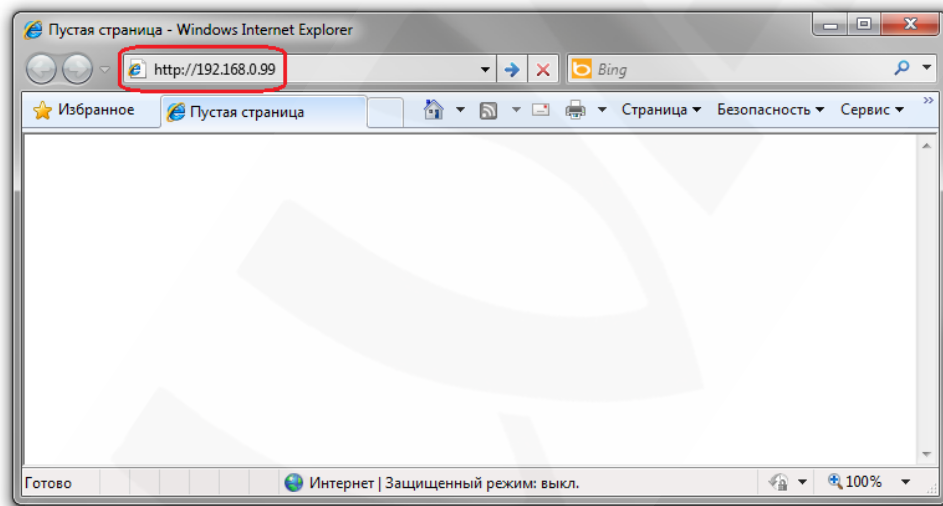 Пустая страница - Windows Internet Explorer
http://192.168.0.99
Bing
Избранное
Пустая страница
Страница
Безопасность
Сервис
Готово
Интернет | Защищенный режим: выкл.
100%